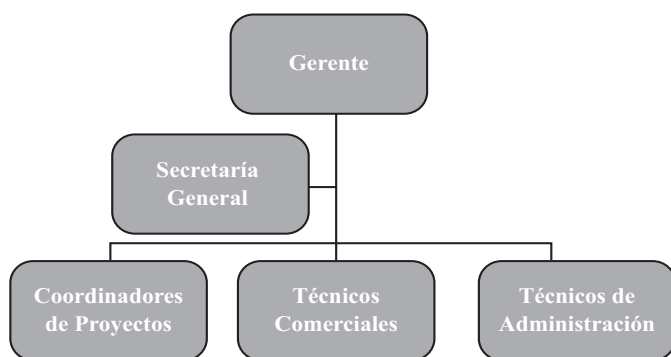 Gerente
Secretaría
General
Coordinadores
de Proyectos
Técnicos
Comerciales
Técnicos de
Administración